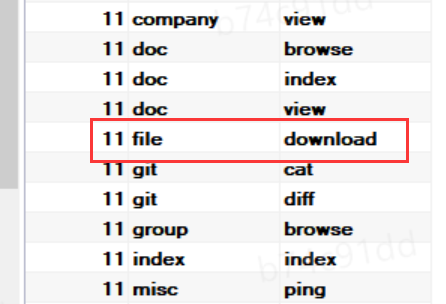 11 company view
11 doc browse
11 doc index
11 doc view
11 file download
11 git cat
11 git diff
11 group browse
11 index index
11 misc ping
b74c91dd